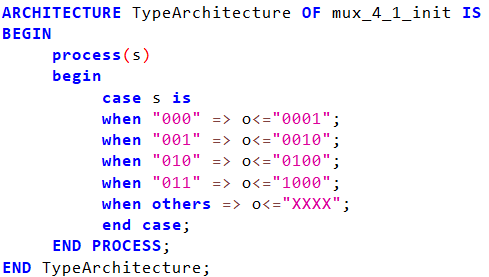 ARCHITECTURE TypeArchitecture OF mux_4_1_init IS
BEGIN
process(s)
begin
case s is
when "000" => o<="0001";
when "001" => o<="0010";
when "010" => o<="0100";
when "011" => o<="1000";
when others => o<="XXXX";
end case;
END PROCESS;
END TypeArchitecture;